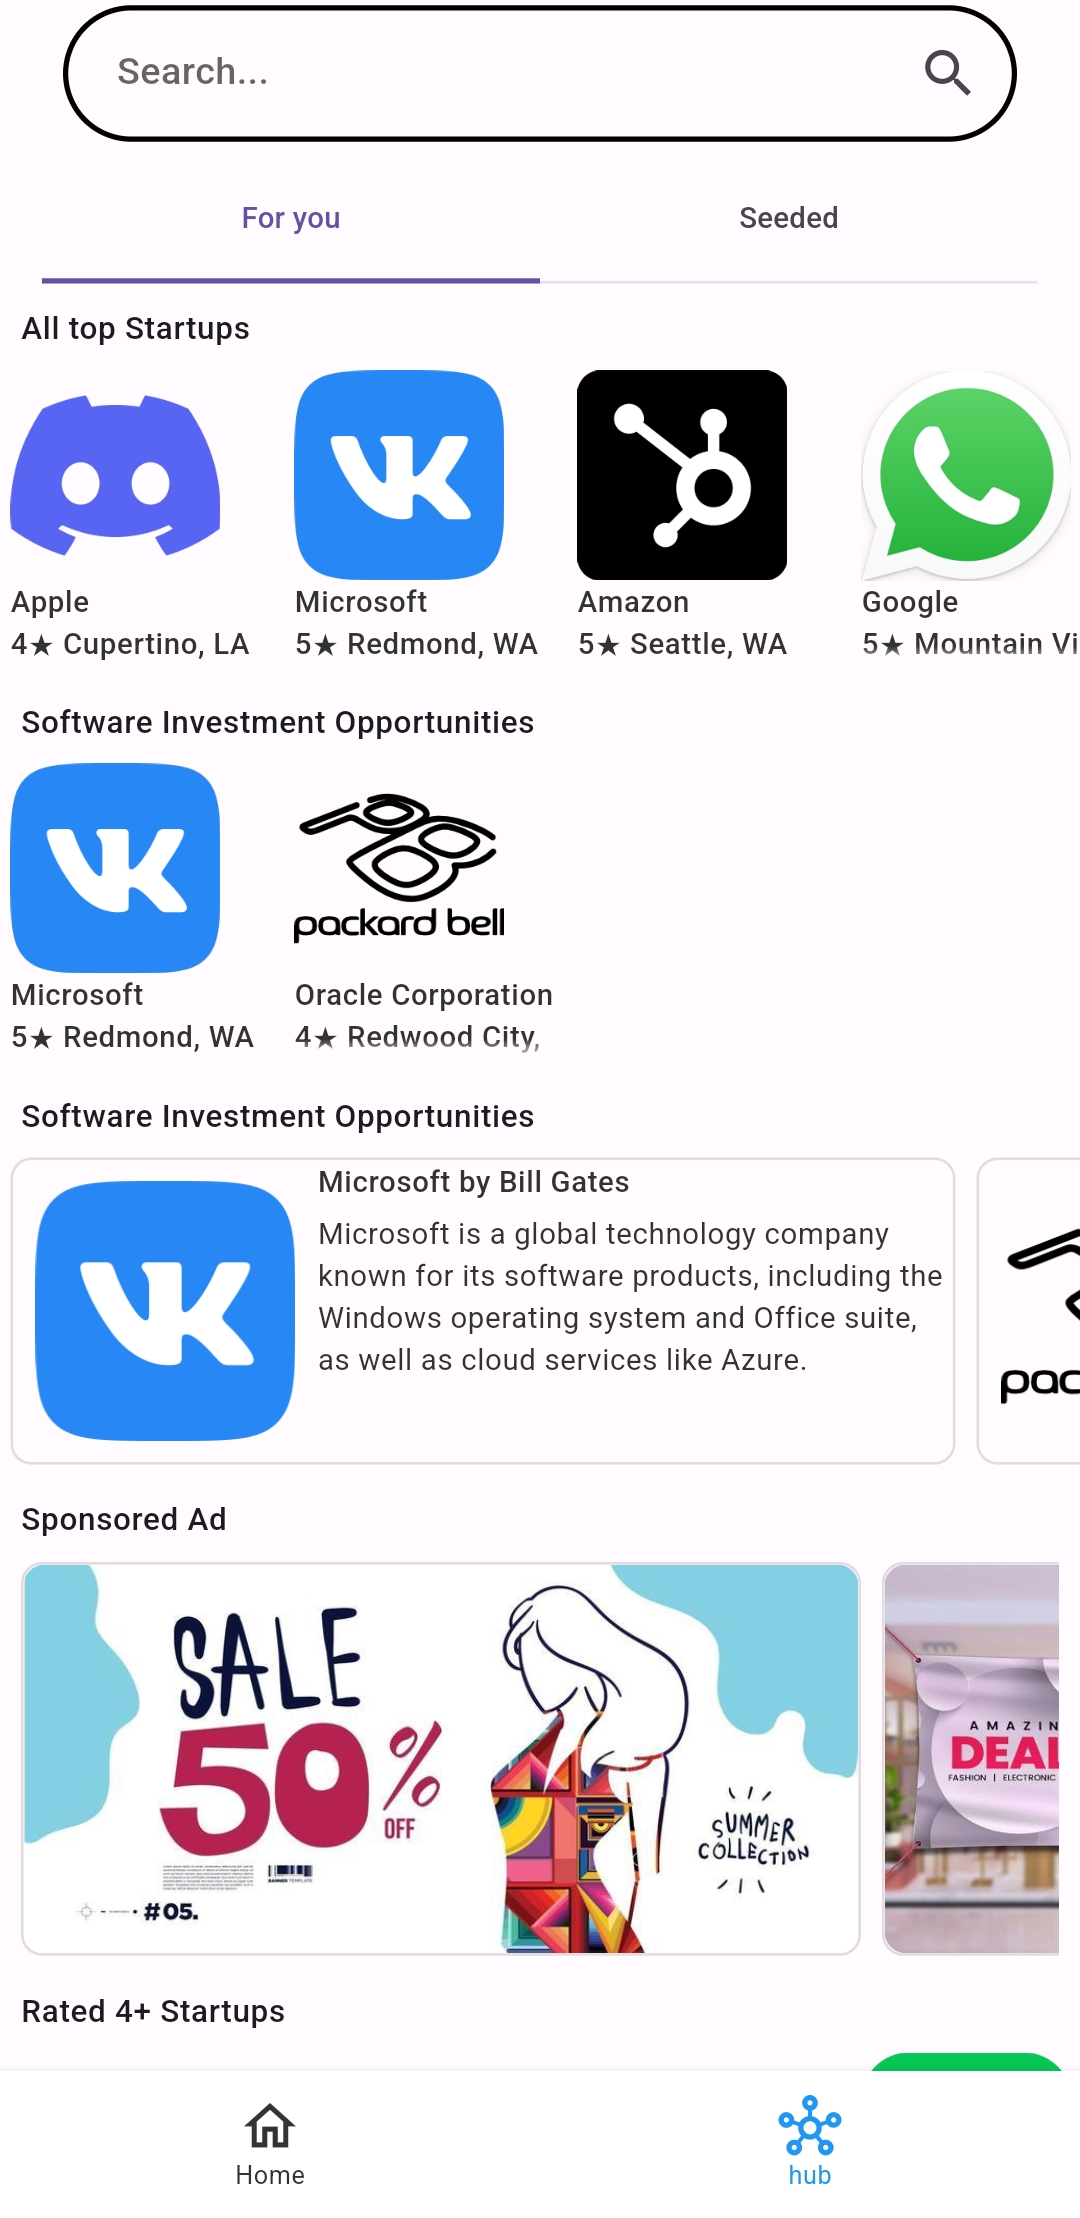 Search...
For you
Seeded
All top Startups
Apple
4★ Cupertino, LA
Microsoft
5★ Redmond, WA
Amazon
5★ Seattle, WA
Google
5★ Mountain Vi
Software Investment Opportunities
Microsoft
5★ Redmond, WA
packard bell
Oracle Corporation
4★ Redwood City,
Software Investment Opportunities
Microsoft by Bill Gates
Microsoft is a global technology company
known for its software products, including the
Windows operating system and Office suite,
as well as cloud services like Azure.
pac
Sponsored Ad
SALE
50%
OFF
BANNER TEMPLATE
#05.
SUMMER
COLLECTION
AMAZIN
DEAL
FASHION | ELECTRONIC
Rated 4+ Startups
Home
hub